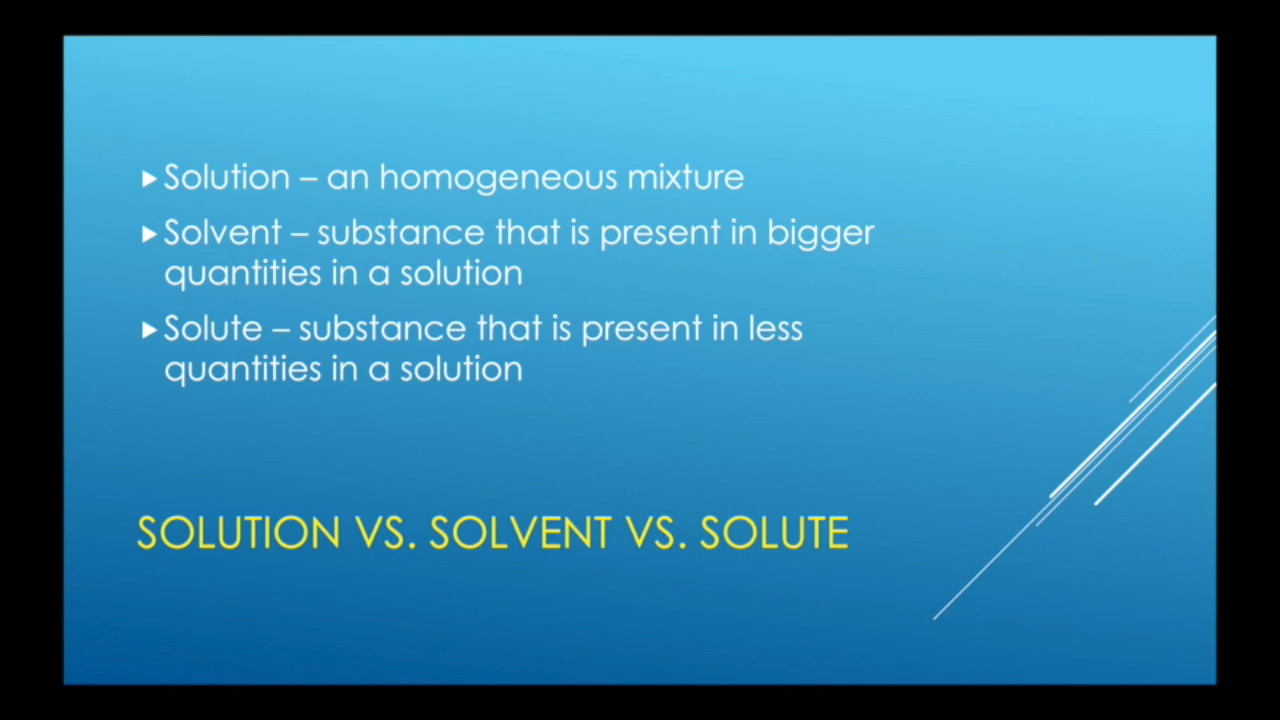 ▸Solution – an homogeneous mixture
▸Solvent – substance that is present in bigger
quantities in a solution
▸Solute – substance that is present in less
quantities in a solution
SOLUTION VS. SOLVENT VS. SOLUTE